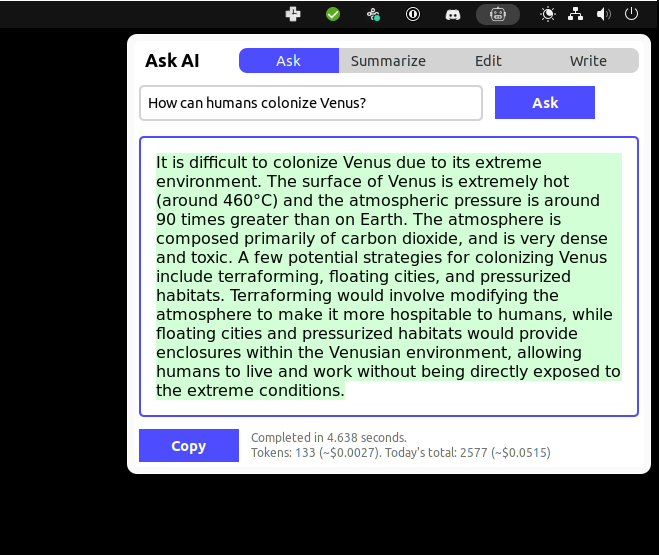 Ask AI
Ask Summarize Edit Write
How can humans colonize Venus?
Ask
It is difficult to colonize Venus due to its extreme
environment. The surface of Venus is extremely hot
(around 460°C) and the atmospheric pressure is around
90 times greater than on Earth. The atmosphere is
composed primarily of carbon dioxide, and is very dense
and toxic. A few potential strategies for colonizing Venus
include terraforming, floating cities, and pressurized
habitats. Terraforming would involve modifying the
atmosphere to make it more hospitable to humans, while
floating cities and pressurized habitats would provide
enclosures within the Venusian environment, allowing
humans to live and work without being directly exposed to
the extreme conditions.
Copy
Completed in 4.638 seconds.
Tokens: 133 (~$0.0027). Today's total: 2577 (~$0.0515)